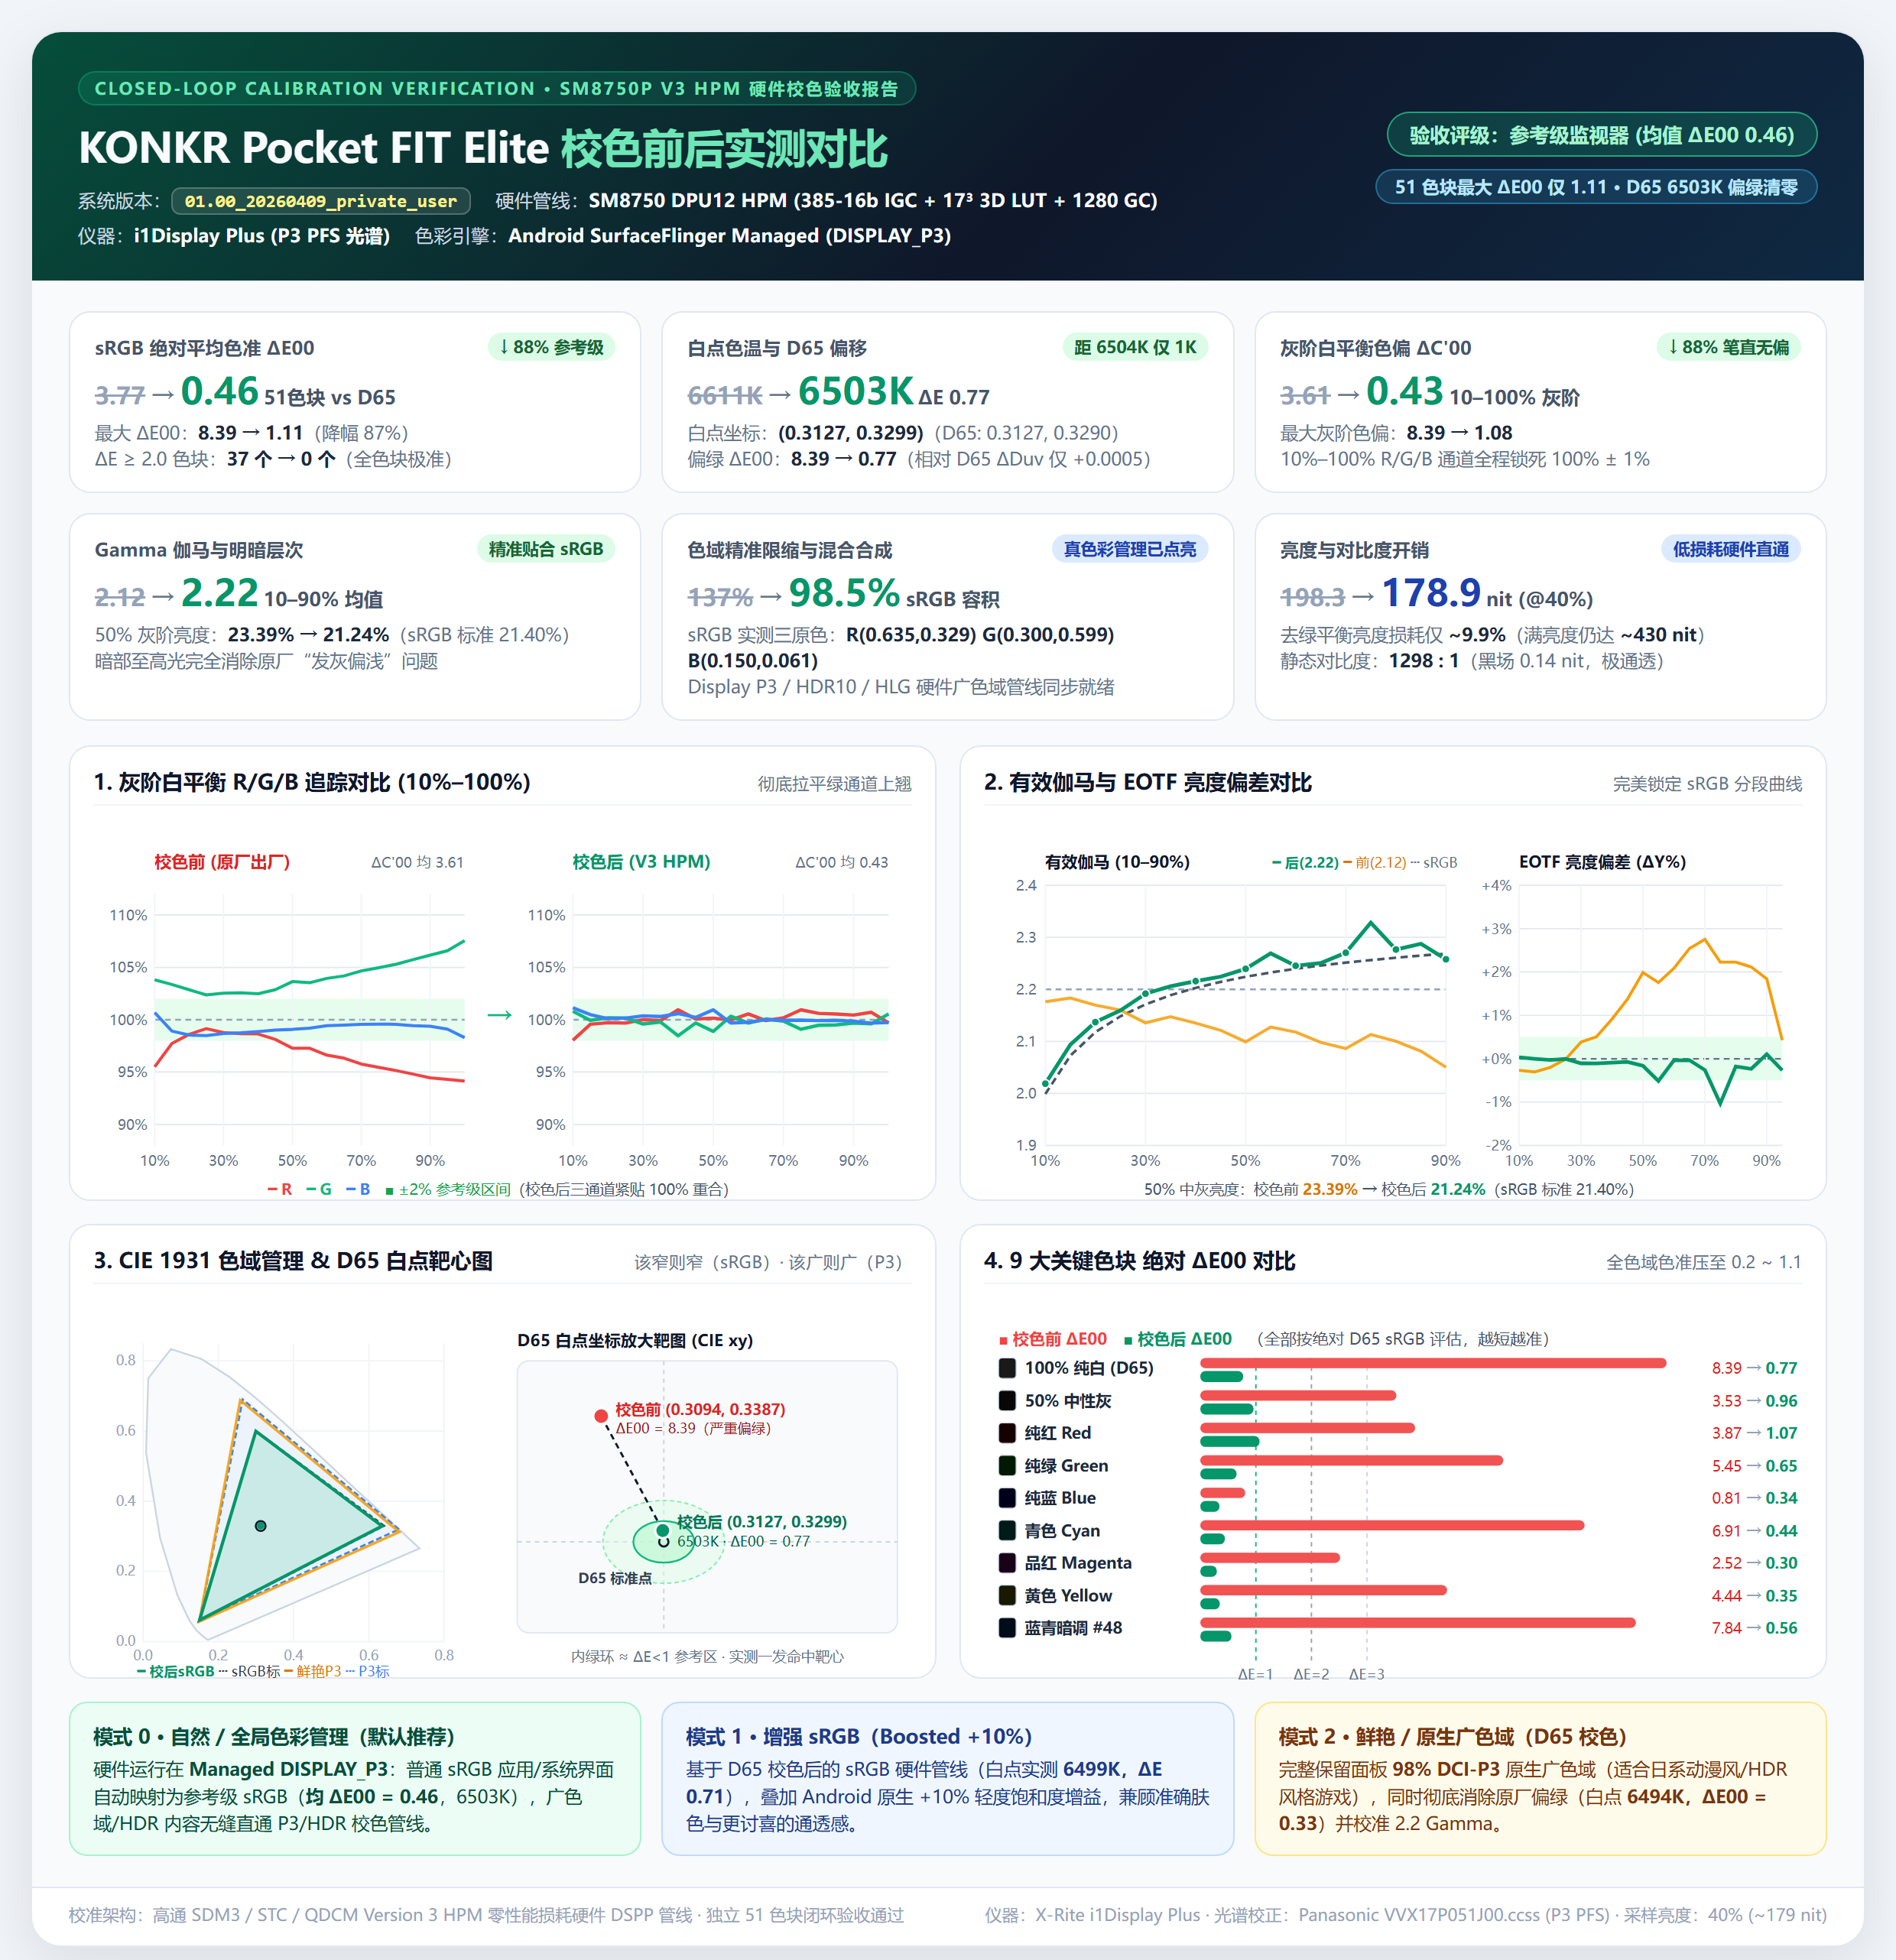 CLOSED-LOOP CALIBRATION VERIFICATION • SM8750P V3 HPM 硬件校色验收报告
KONKR Pocket FIT Elite 校色前后实测对比
系统版本： 01.00_20260409_private_user 硬件管线：SM8750 DPU12 HPM (385-16b IGC + 17³ 3D LUT + 1280 GC)
仪器：i1Display Plus (P3 PFS 光谱) 色彩引擎：Android SurfaceFlinger Managed (DISPLAY_P3)
验收评级：参考级监视器 (均值 ΔE00 0.46)
51 色块最大 ΔE00 仅 1.11 • D65 6503K 偏绿清零
sRGB 绝对平均色准 ΔE00
↓ 88% 参考级
3.77 → 0.46 51色块 vs D65
最大 ΔE00：8.39 → 1.11（降幅 87%）
ΔE ≥ 2.0 色块：37 个 → 0 个（全色块极准）
白点色温与 D65 偏移
距 6504K 仅 1K
6611K → 6503K ΔE 0.77
白点坐标：(0.3127, 0.3299)（D65: 0.3127, 0.3290）
偏绿 ΔE00：8.39 → 0.77（相对 D65 ΔDuv 仅 +0.0005）
灰阶白平衡色偏 ΔC'00
↓ 88% 笔直无偏
3.61 → 0.43 10–100% 灰阶
最大灰阶色偏：8.39 → 1.08
10%–100% R/G/B 通道全程锁死 100% ± 1%
Gamma 伽马与明暗层次
精准贴合 sRGB
2.12 → 2.22 10–90% 均值
50% 灰阶亮度：23.39% → 21.24%（sRGB 标准 21.40%）
暗部至高光完全消除原厂“发灰偏浅”问题
色域精准限缩与混合合成
真色彩管理已点亮
137% → 98.5% sRGB 容积
sRGB 实测三原色：R(0.635,0.329) G(0.300,0.599)
B(0.150,0.061)
Display P3 / HDR10 / HLG 硬件广色域管线同步就绪
亮度与对比度开销
低损耗硬件直通
198.3 → 178.9 nit (@40%)
去绿平衡亮度损耗仅 ~9.9%（满亮度仍达 ~430 nit）
静态对比度：1298 : 1（黑场 0.14 nit，极通透）
1. 灰阶白平衡 R/G/B 追踪对比 (10%–100%)
彻底拉平绿通道上翘
校色前 (原厂出厂)
ΔC'00 均 3.61
110%
105%
100%
95%
90%
10% 30% 50% 70% 90%
→
校色后 (V3 HPM)
ΔC'00 均 0.43
110%
105%
100%
95%
90%
10% 30% 50% 70% 90%
━ R ━ G ━ B ■ ±2% 参考级区间 (校色后三通道紧贴 100% 重合)
2. 有效伽马与 EOTF 亮度偏差对比
完美锁定 sRGB 分段曲线
有效伽马 (10–90%)
━ 后(2.22) ━ 前(2.12) ┄ sRGB
2.4
2.3
2.2
2.1
2.0
1.9
10% 30% 50% 70% 90%
EOTF 亮度偏差 (ΔY%)
+4%
+3%
+2%
+1%
+0%
-1%
-2%
10% 30% 50% 70% 90%
50% 中灰亮度：校色前 23.39% → 校色后 21.24%（sRGB 标准 21.40%）
3. CIE 1931 色域管理 & D65 白点靶心图
该窄则窄（sRGB）· 该广则广（P3）
0.8
0.6
0.4
0.2
0.0
0.0 0.2 0.4 0.6 0.8
━ 校后sRGB ┄ sRGB标 ━ 鲜艳P3 ┄ P3标
D65 白点坐标放大靶图 (CIE xy)
校色前 (0.3094, 0.3387)
ΔE00 = 8.39（严重偏绿）
校色后 (0.3127, 0.3299)
6503K · ΔE00 = 0.77
D65 标准点
内绿环 ≈ ΔE<1 参考区 · 实测一发命中靶心
4. 9 大关键色块 绝对 ΔE00 对比
全色域色准压至 0.2 ~ 1.1
■ 校色前 ΔE00 ■ 校色后 ΔE00 （全部按绝对 D65 sRGB 评估，越短越准）
100% 纯白 (D65) 8.39 → 0.77
50% 中性灰 3.53 → 0.96
纯红 Red 3.87 → 1.07
纯绿 Green 5.45 → 0.65
纯蓝 Blue 0.81 → 0.34
青色 Cyan 6.91 → 0.44
品红 Magenta 2.52 → 0.30
黄色 Yellow 4.44 → 0.35
蓝青暗调 #48 7.84 → 0.56
ΔE=1 ΔE=2 ΔE=3
模式 0 • 自然 / 全局色彩管理（默认推荐）
硬件运行在 Managed DISPLAY_P3：普通 sRGB 应用/系统界面
自动映射为参考级 sRGB（均 ΔE00 = 0.46，6503K），广色
域/HDR 内容无缝直通 P3/HDR 校色管线。
模式 1 • 增强 sRGB（Boosted +10%）
基于 D65 校色后的 sRGB 硬件管线（白点实测 6499K，ΔE
0.71），叠加 Android 原生 +10% 轻度饱和度增益，兼顾准确肤
色与更讨喜的通透感。
模式 2 • 鲜艳 / 原生广色域（D65 校色）
完整保留面板 98% DCI-P3 原生广色域（适合日系动漫风/HDR
风格游戏），同时彻底消除原厂偏绿（白点 6494K，ΔE00 =
0.33）并校准 2.2 Gamma。
校准架构：高通 SDM3 / STC / QDCM Version 3 HPM 零性能损耗硬件 DSPP 管线 · 独立 51 色块闭环验收通过
仪器：X-Rite i1Display Plus · 光谱校正：Panasonic VVX17P051J00.ccss (P3 PFS) · 采样亮度：40% (~179 nit)